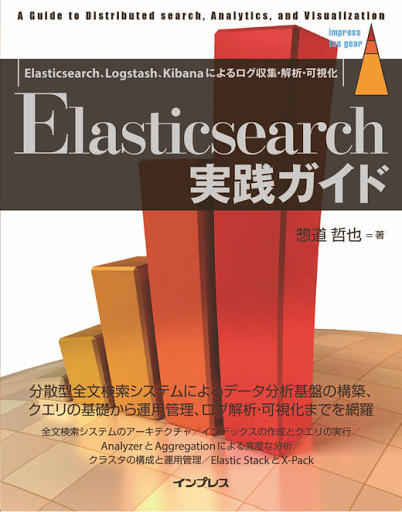 A Guide to Distributed search, Analytics, and Visualization
impress
top gear
Elasticsearch、Logstash、Kibanaによるログ収集・解析・可視化
Elasticsearch
実践ガイド
惣道 哲也=著
分散型全文検索システムによるデータ分析基盤の構築、
クエリの基礎から運用管理、ログ解析・可視化までを網羅
全文検索システムのアーキテクチャ/インデックスの作成とクエリの実行/
AnalyzerとAggregationによる高度な分析/
クラスタの構成と運用管理/Elastic StackとX-Pack
インプレス